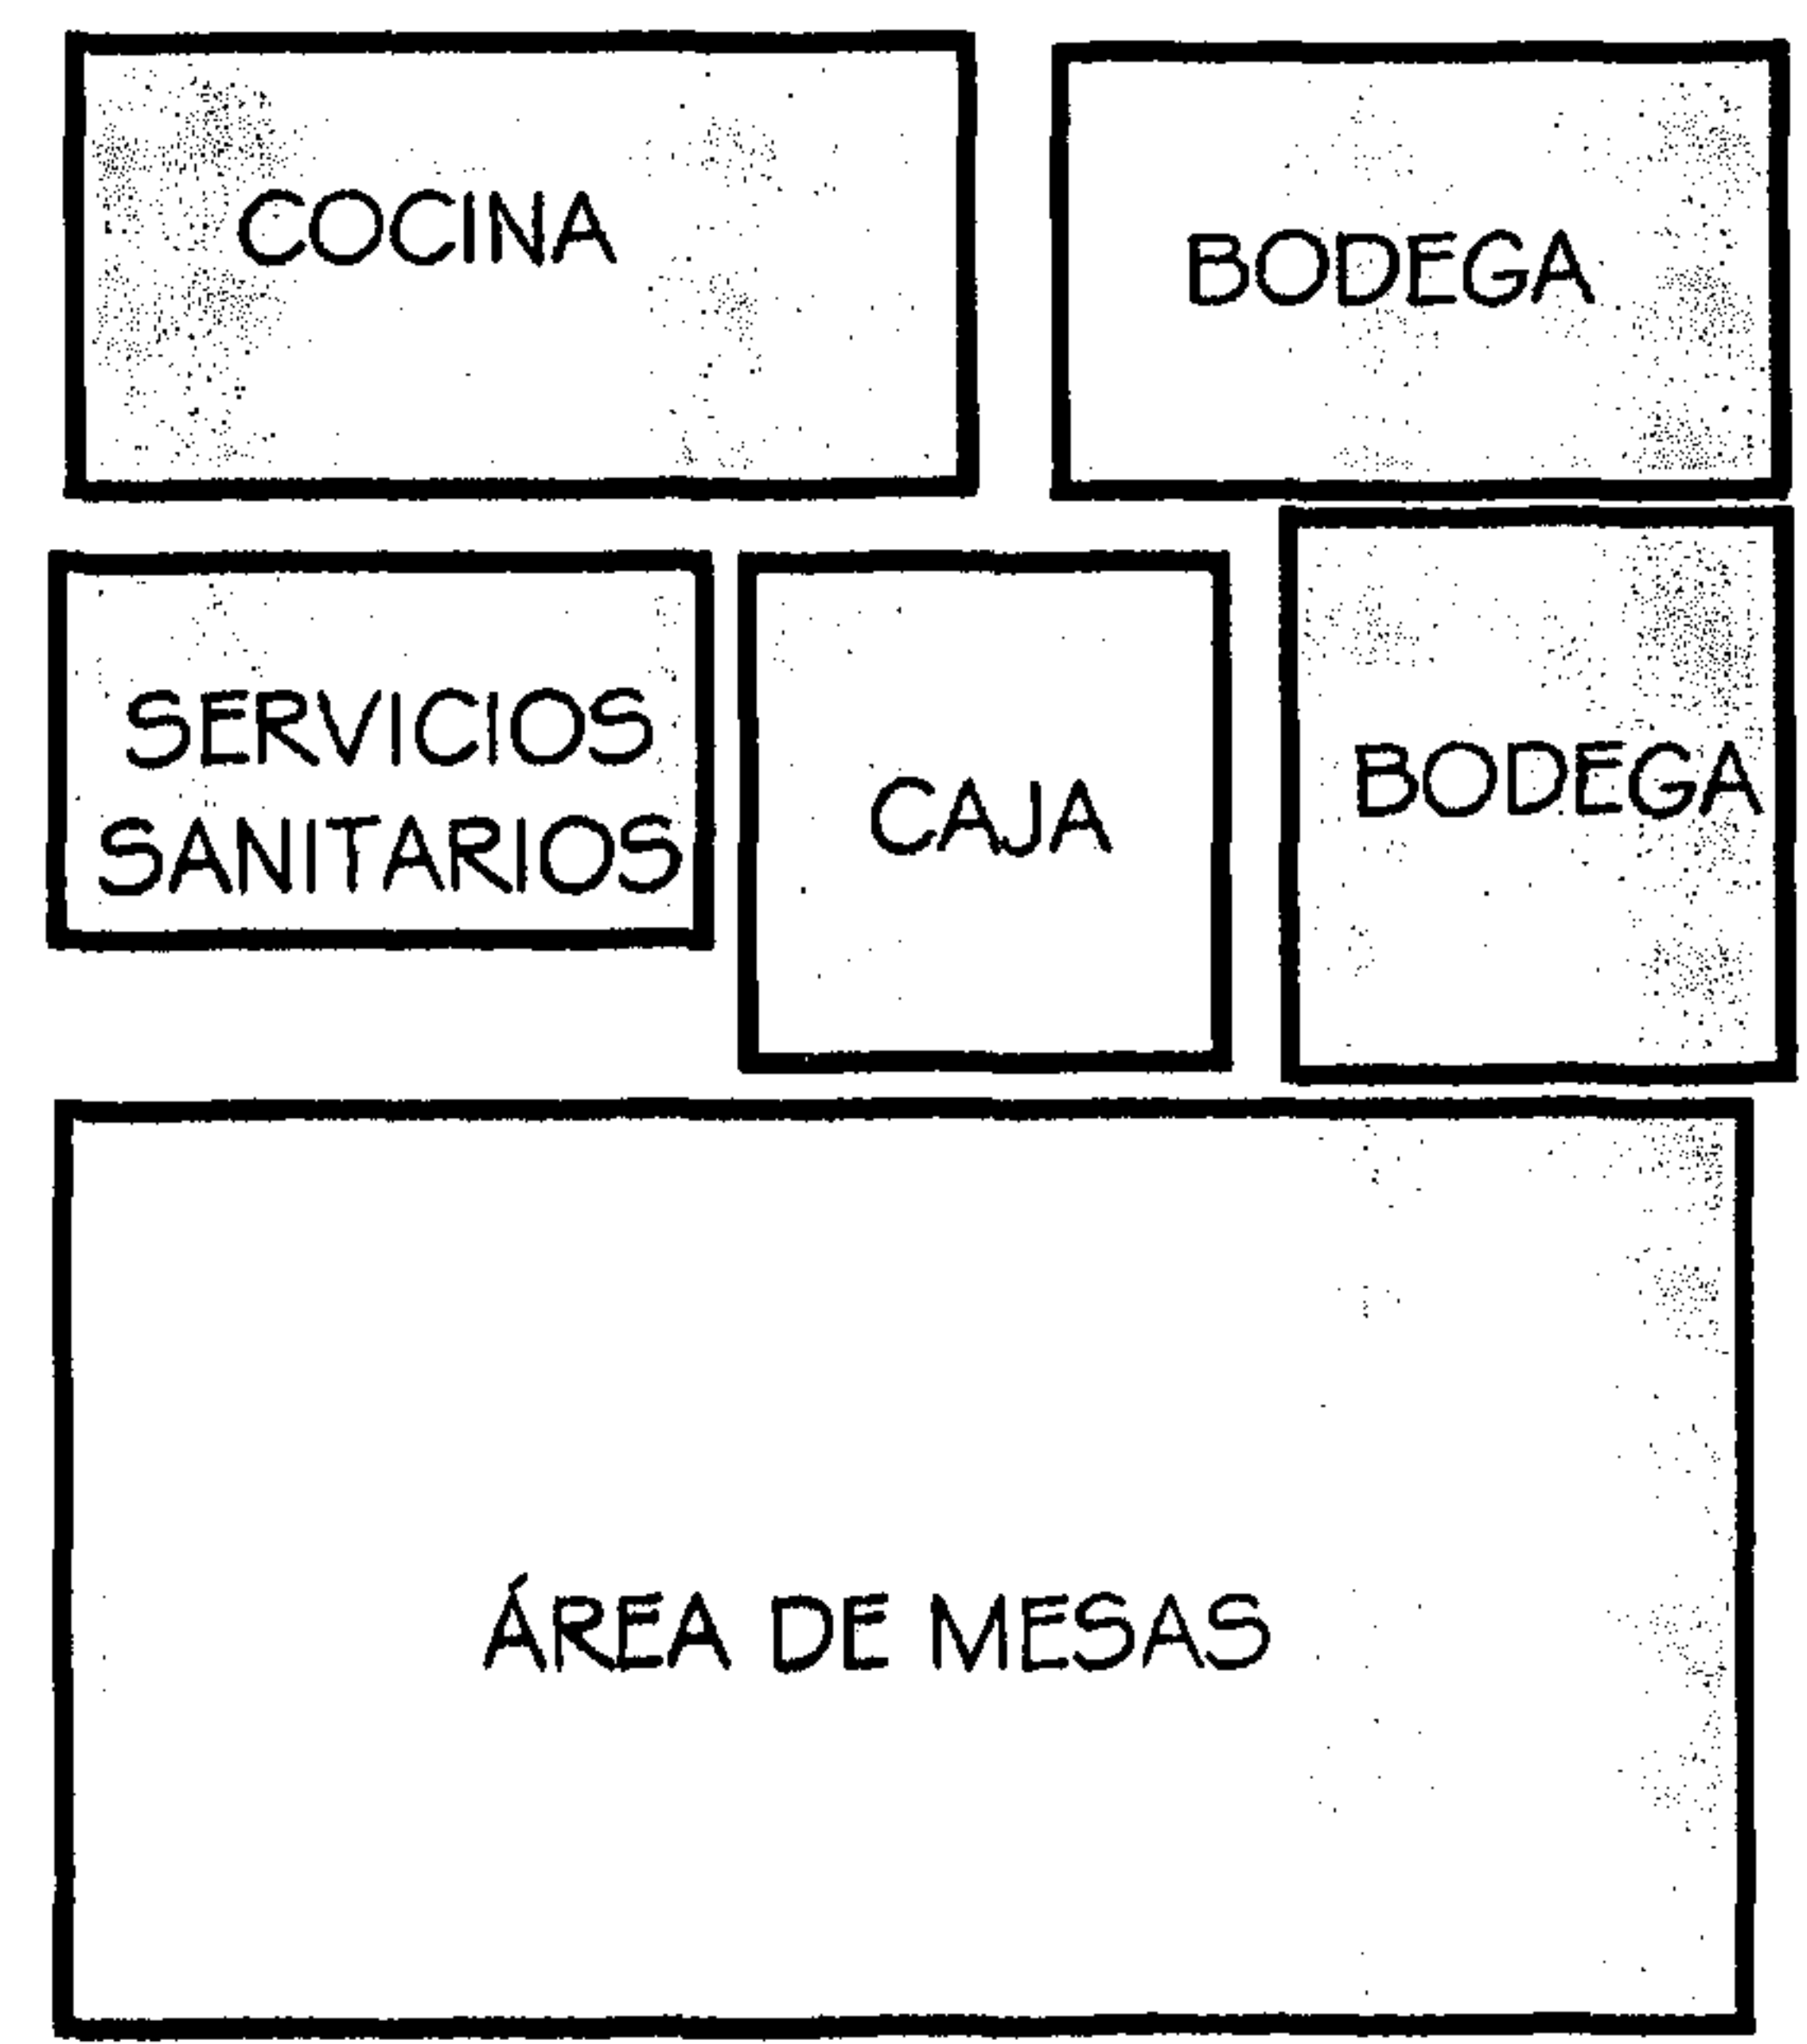 COCINA
BODEGA
SERVICIOS
SANITARIOS
CAJA
BODEGA
ÁREA DE MESAS